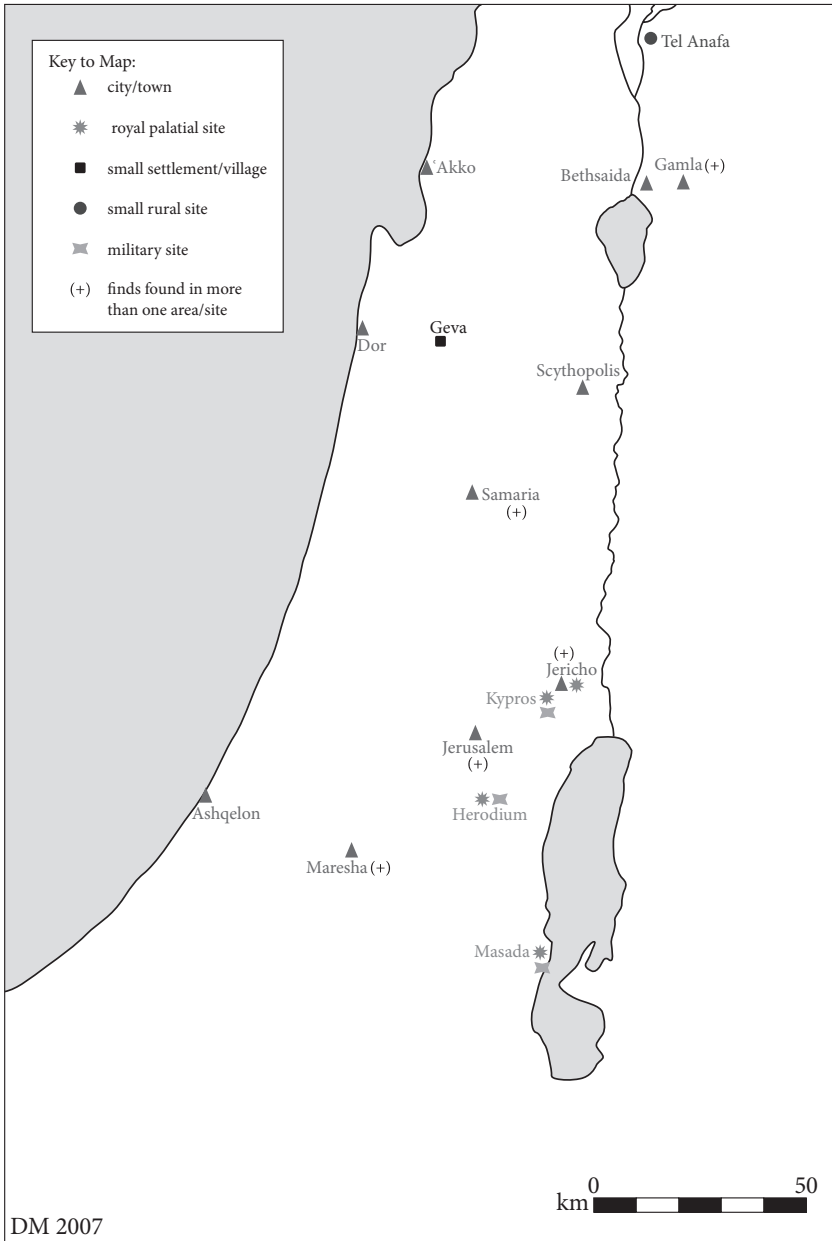 Tel Anafa
Key to Map:
city/town
royal palatial site
small settlement/village
small rural site
military site
(+) finds found in more
than one area/site
ʿAkko
Bethsaida
Gamla (+)
Geva
Dor
Scythopolis
Samaria
(+)
(+)
Jericho
Kypros
Jerusalem
(+)
Herodium
Ashqelon
Maresha (+)
Masada
0 50
km
DM 2007